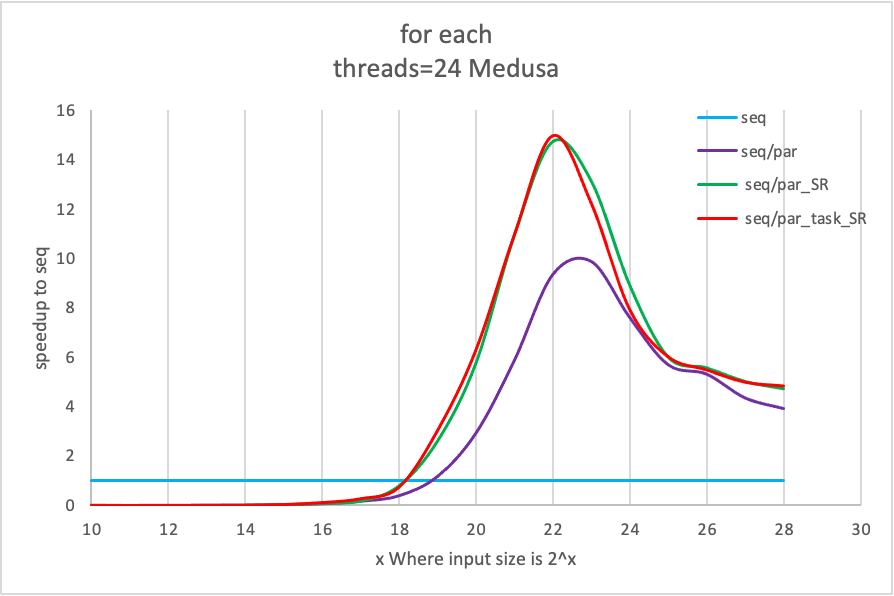 for each
threads=24 Medusa
16
14
12
10
8
6
4
2
0
speedup to seq
seq
seq/par
seq/par_SR
seq/par_task_SR
10 12 14 16 18 20 22 24 26 28 30
x Where input size is 2^x